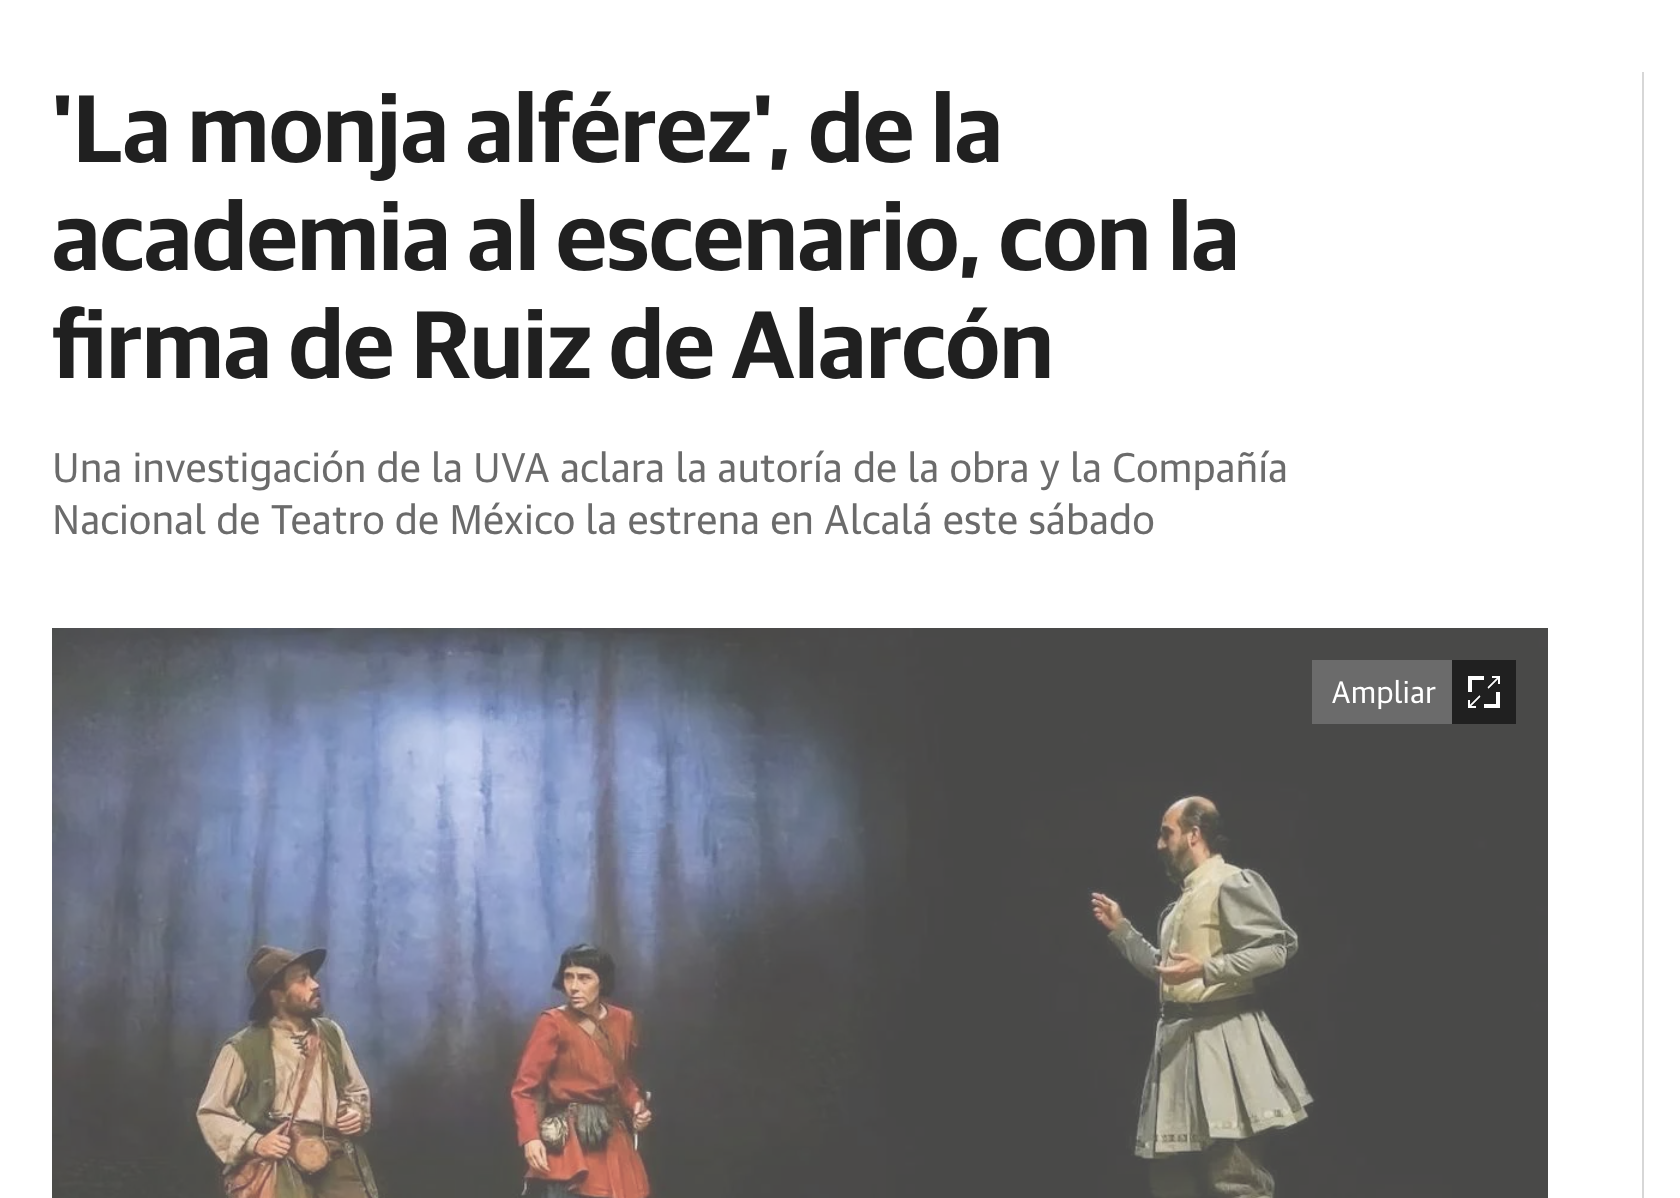 'La monja alférez', de la
academia al escenario, con la
firma de Ruiz de Alarcón
Una investigación de la UVA aclara la autoría de la obra y la Compañía
Nacional de Teatro de México la estrena en Alcalá este sábado
Ampliar